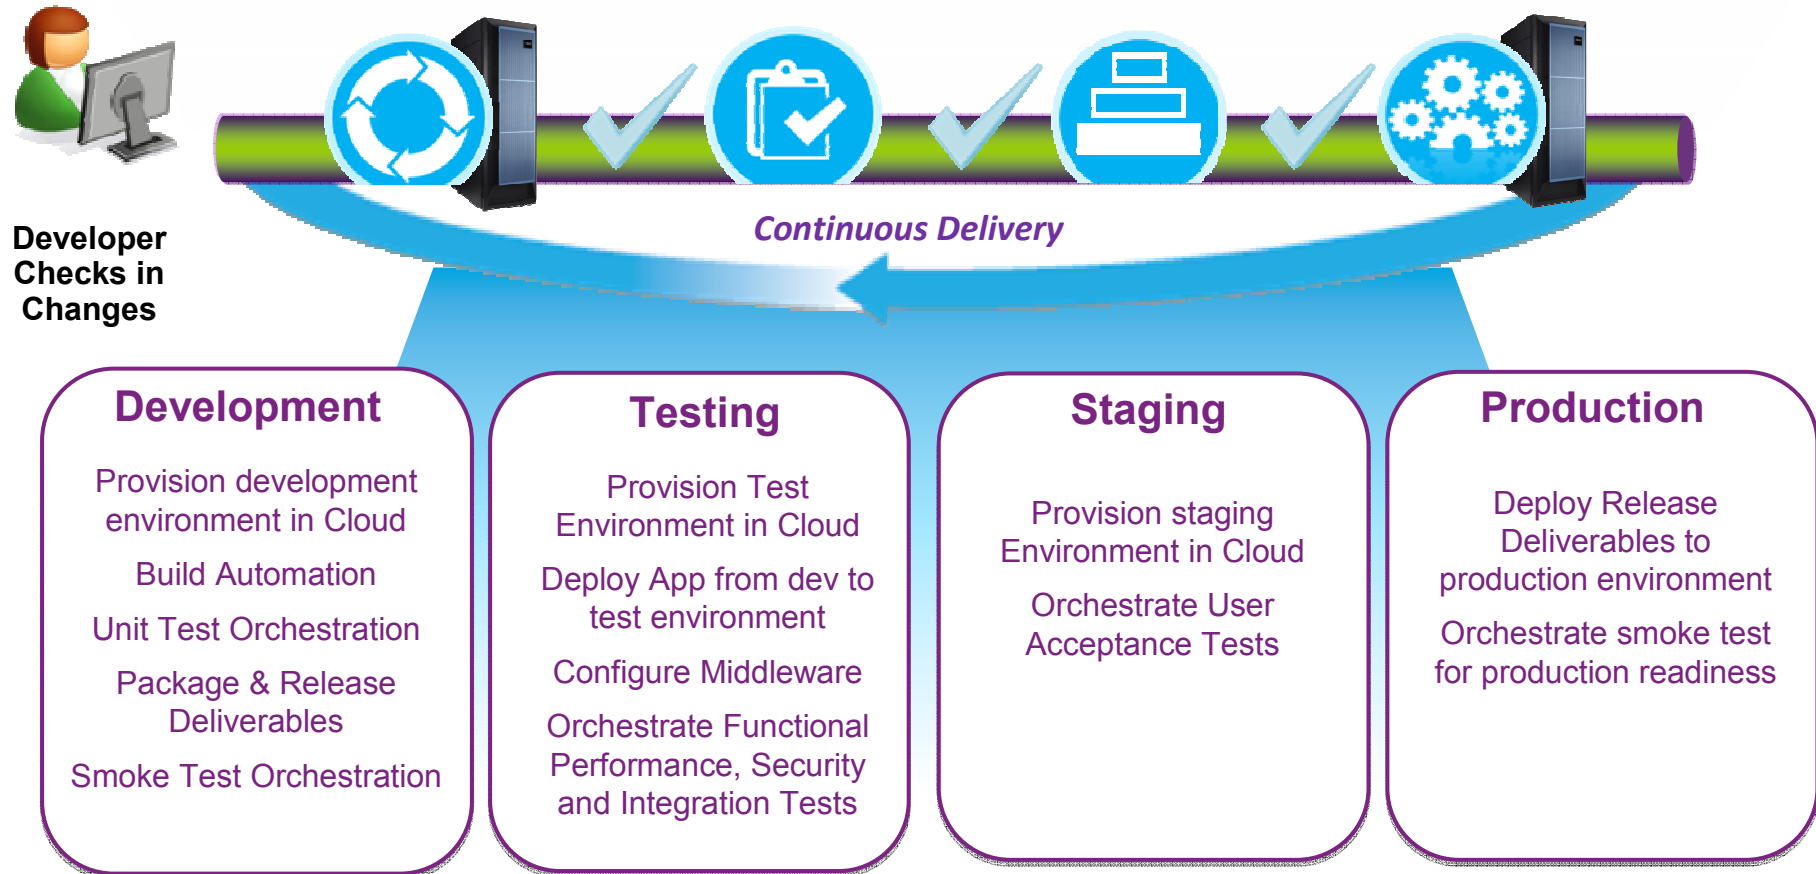 Continuous Delivery
Developer
Checks in
Changes
Development
Provision development
environment in Cloud
Build Automation
Unit Test Orchestration
Package & Release
Deliverables
Smoke Test Orchestration
Testing
Provision Test
Environment in Cloud
Deploy App from dev to
test environment
Configure Middleware
Orchestrate Functional
Performance, Security
and Integration Tests
Staging
Provision staging
Environment in Cloud
Orchestrate User
Acceptance Tests
Production
Deploy Release
Deliverables to
production environment
Orchestrate smoke test
for production readiness